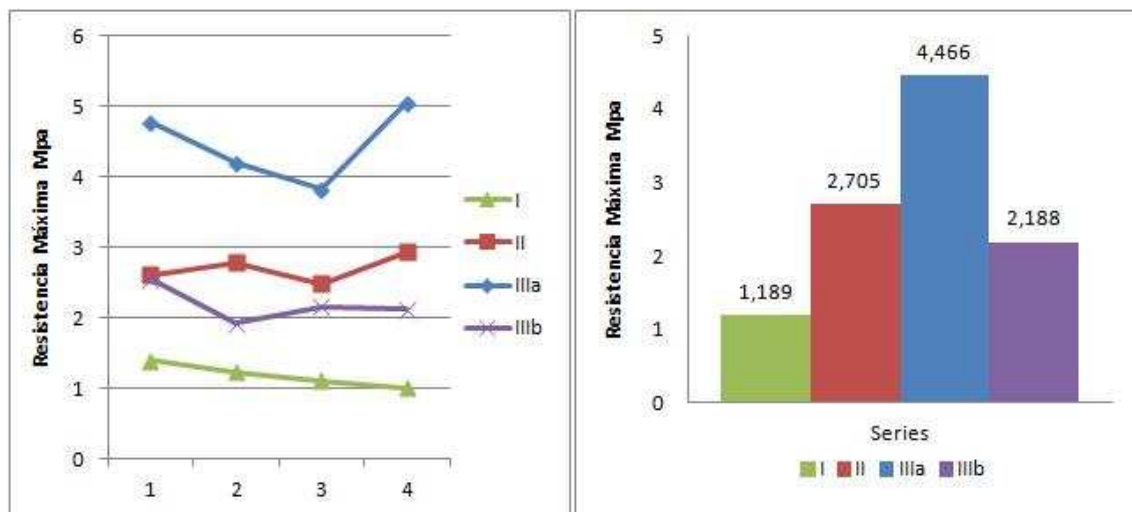 Resistencia Máxima Mpa
6
5
4
3
2
1
0
1 2 3 4
I
II
IIIa
IIIb
Resistencia Máxima Mpa
5
4
3
2
1
0
1,189
2,705
4,466
2,188
Series
I II IIIa IIIb